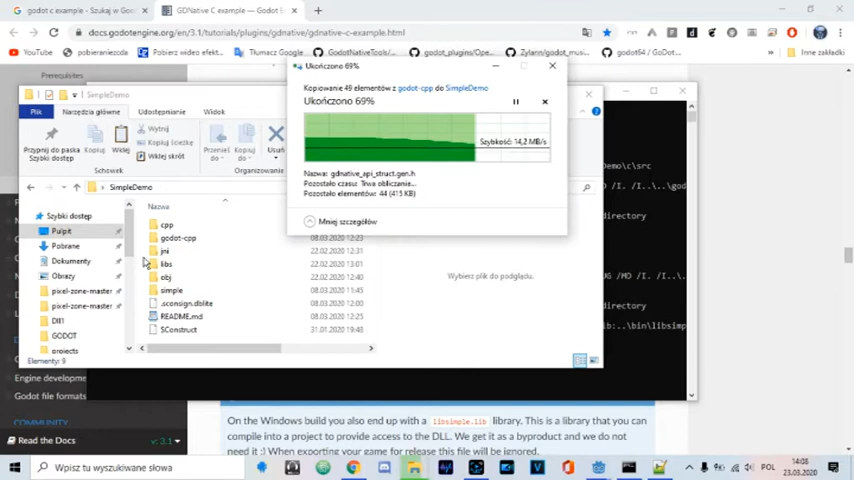 godot c example - Szukaj w Goog
GDNative C example — Godot E
docs.godotengine.org/en/3.1/tutorials/plugins/gdnative/gdnative-c-example.html
YouTube
pobieraniezoda
Pobierz video efekt...
Tłumacz Google
GodotNativeTools/...
godot_plugins/Ope...
Zylann/godot_musi...
godot64 / GoDot...
Inne zakładki
Prerequisites
Ukończono 69%
Kopiowanie 49 elementów z godot-cpp do SimpleDemo
Ukończono 69%
Szybkość: 14,2 MB/s
Nazwa: gdnative_api_struct.gen.h
Pozostało czasu: Trwa obliczanie...
Pozostało elementów: 44 (415 KB)
Mniej szczegółów
SimpleDemo
Plik
Narzędzia główne
Udostępnianie
Widok
Przypnij do paska
Szybki dostęp
Kopiuj
Wklej
Wytnij
Kopiuj ścieżkę
Wklej skrót
Przenieś
do
Kopiuj
do
Usuń
Schowek
Organizowanie
SimpleDemo
Szybki dostęp
Pulpit
Pobrane
Dokumenty
Obrazy
pixel-zone-master
pixel-zone-master
Dll1
GODOT
projects
Nazwa
cpp
godot-cpp 08.03.2020 12:23
jni 22.02.2020 12:31
libs 22.02.2020 13:01
obj 22.02.2020 12:40
simple 08.03.2020 11:45
.sconsign.dblite 08.03.2020 12:00
README.md 08.03.2020 12:25
SConstruct 31.01.2020 19:43
Wybierz plik do podglądu.
Elementy: 9
emo\c\src
/MD /I. /I..\..\god
directory
OG /MD /I. /I..\..
directory
lib:..\bin\libsimp
Engine developme
Godot file formats
COMMUNITY
Read the Docs
v: 3.1
On the Windows build you also end up with a libsimple.lib library. This is a library that you can
compile into a project to provide access to the DLL. We get it as a byproduct and we do not
need it :) When exporting your game for release this file will be ignored.
Wpisz tu wyszukiwane słowa
POL
14:08
23.03.2020